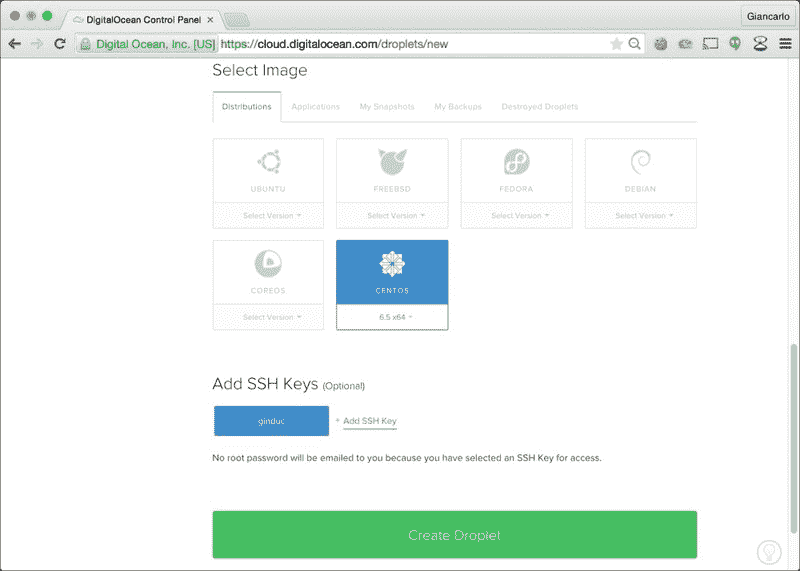 DigitalOcean Control Panel
Giancarlo
Digital Ocean, Inc. [US] https://cloud.digitalocean.com/droplets/new
Select Image
Distributions Applications My Snapshots My Backups Destroyed Droplets
UBUNTU FREEBSD FEDORA DEBIAN
Select Version Select Version Select Version Select Version
COREOS CENTOS
Select Version 6.5 x64
Add SSH Keys (Optional)
ginduc + Add SSH Key
No root password will be emailed to you because you have selected an SSH Key for access.
Create Droplet